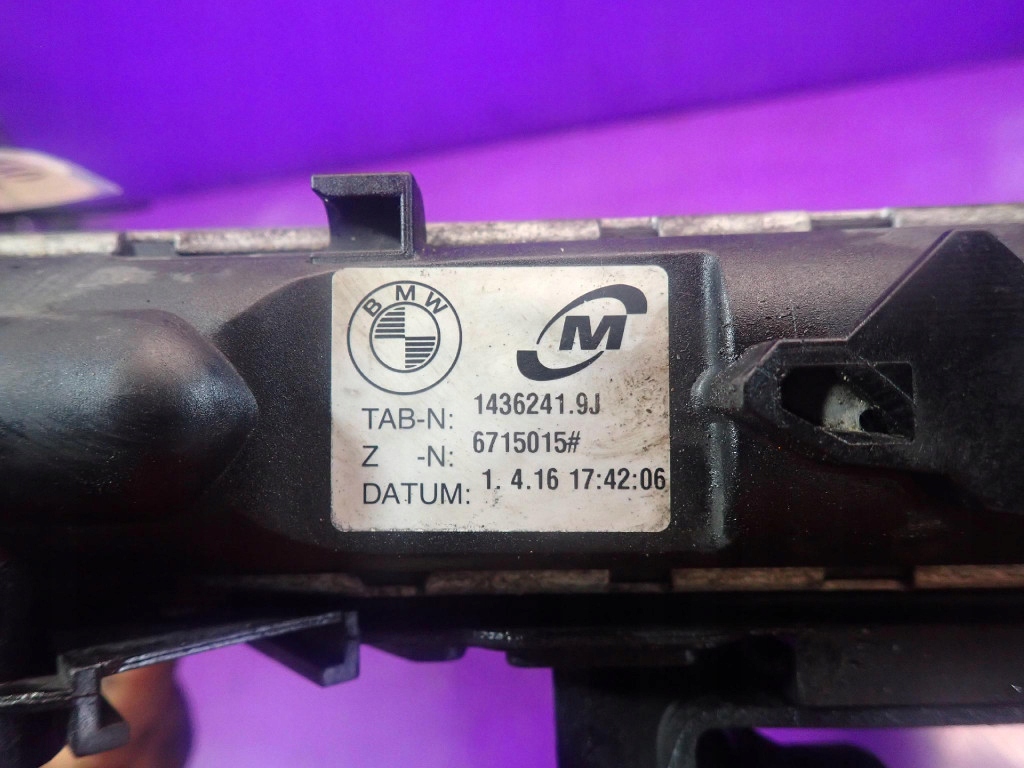 BMW
M
TAB-N: 1436241.9J
Z -N: 6715015#
DATUM: 1. 4.16 17:42:06